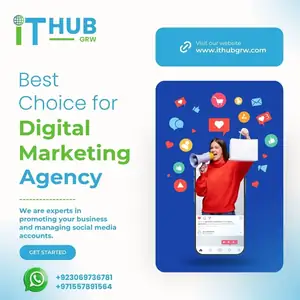 iT HUB
GRW
Visit our website
www.ithubgrw.com
Best
Choice for
Digital
Marketing
Agency
We are experts in
promoting your business
and managing social media
accounts.
GET STARTED
+923069736781
+971557891564